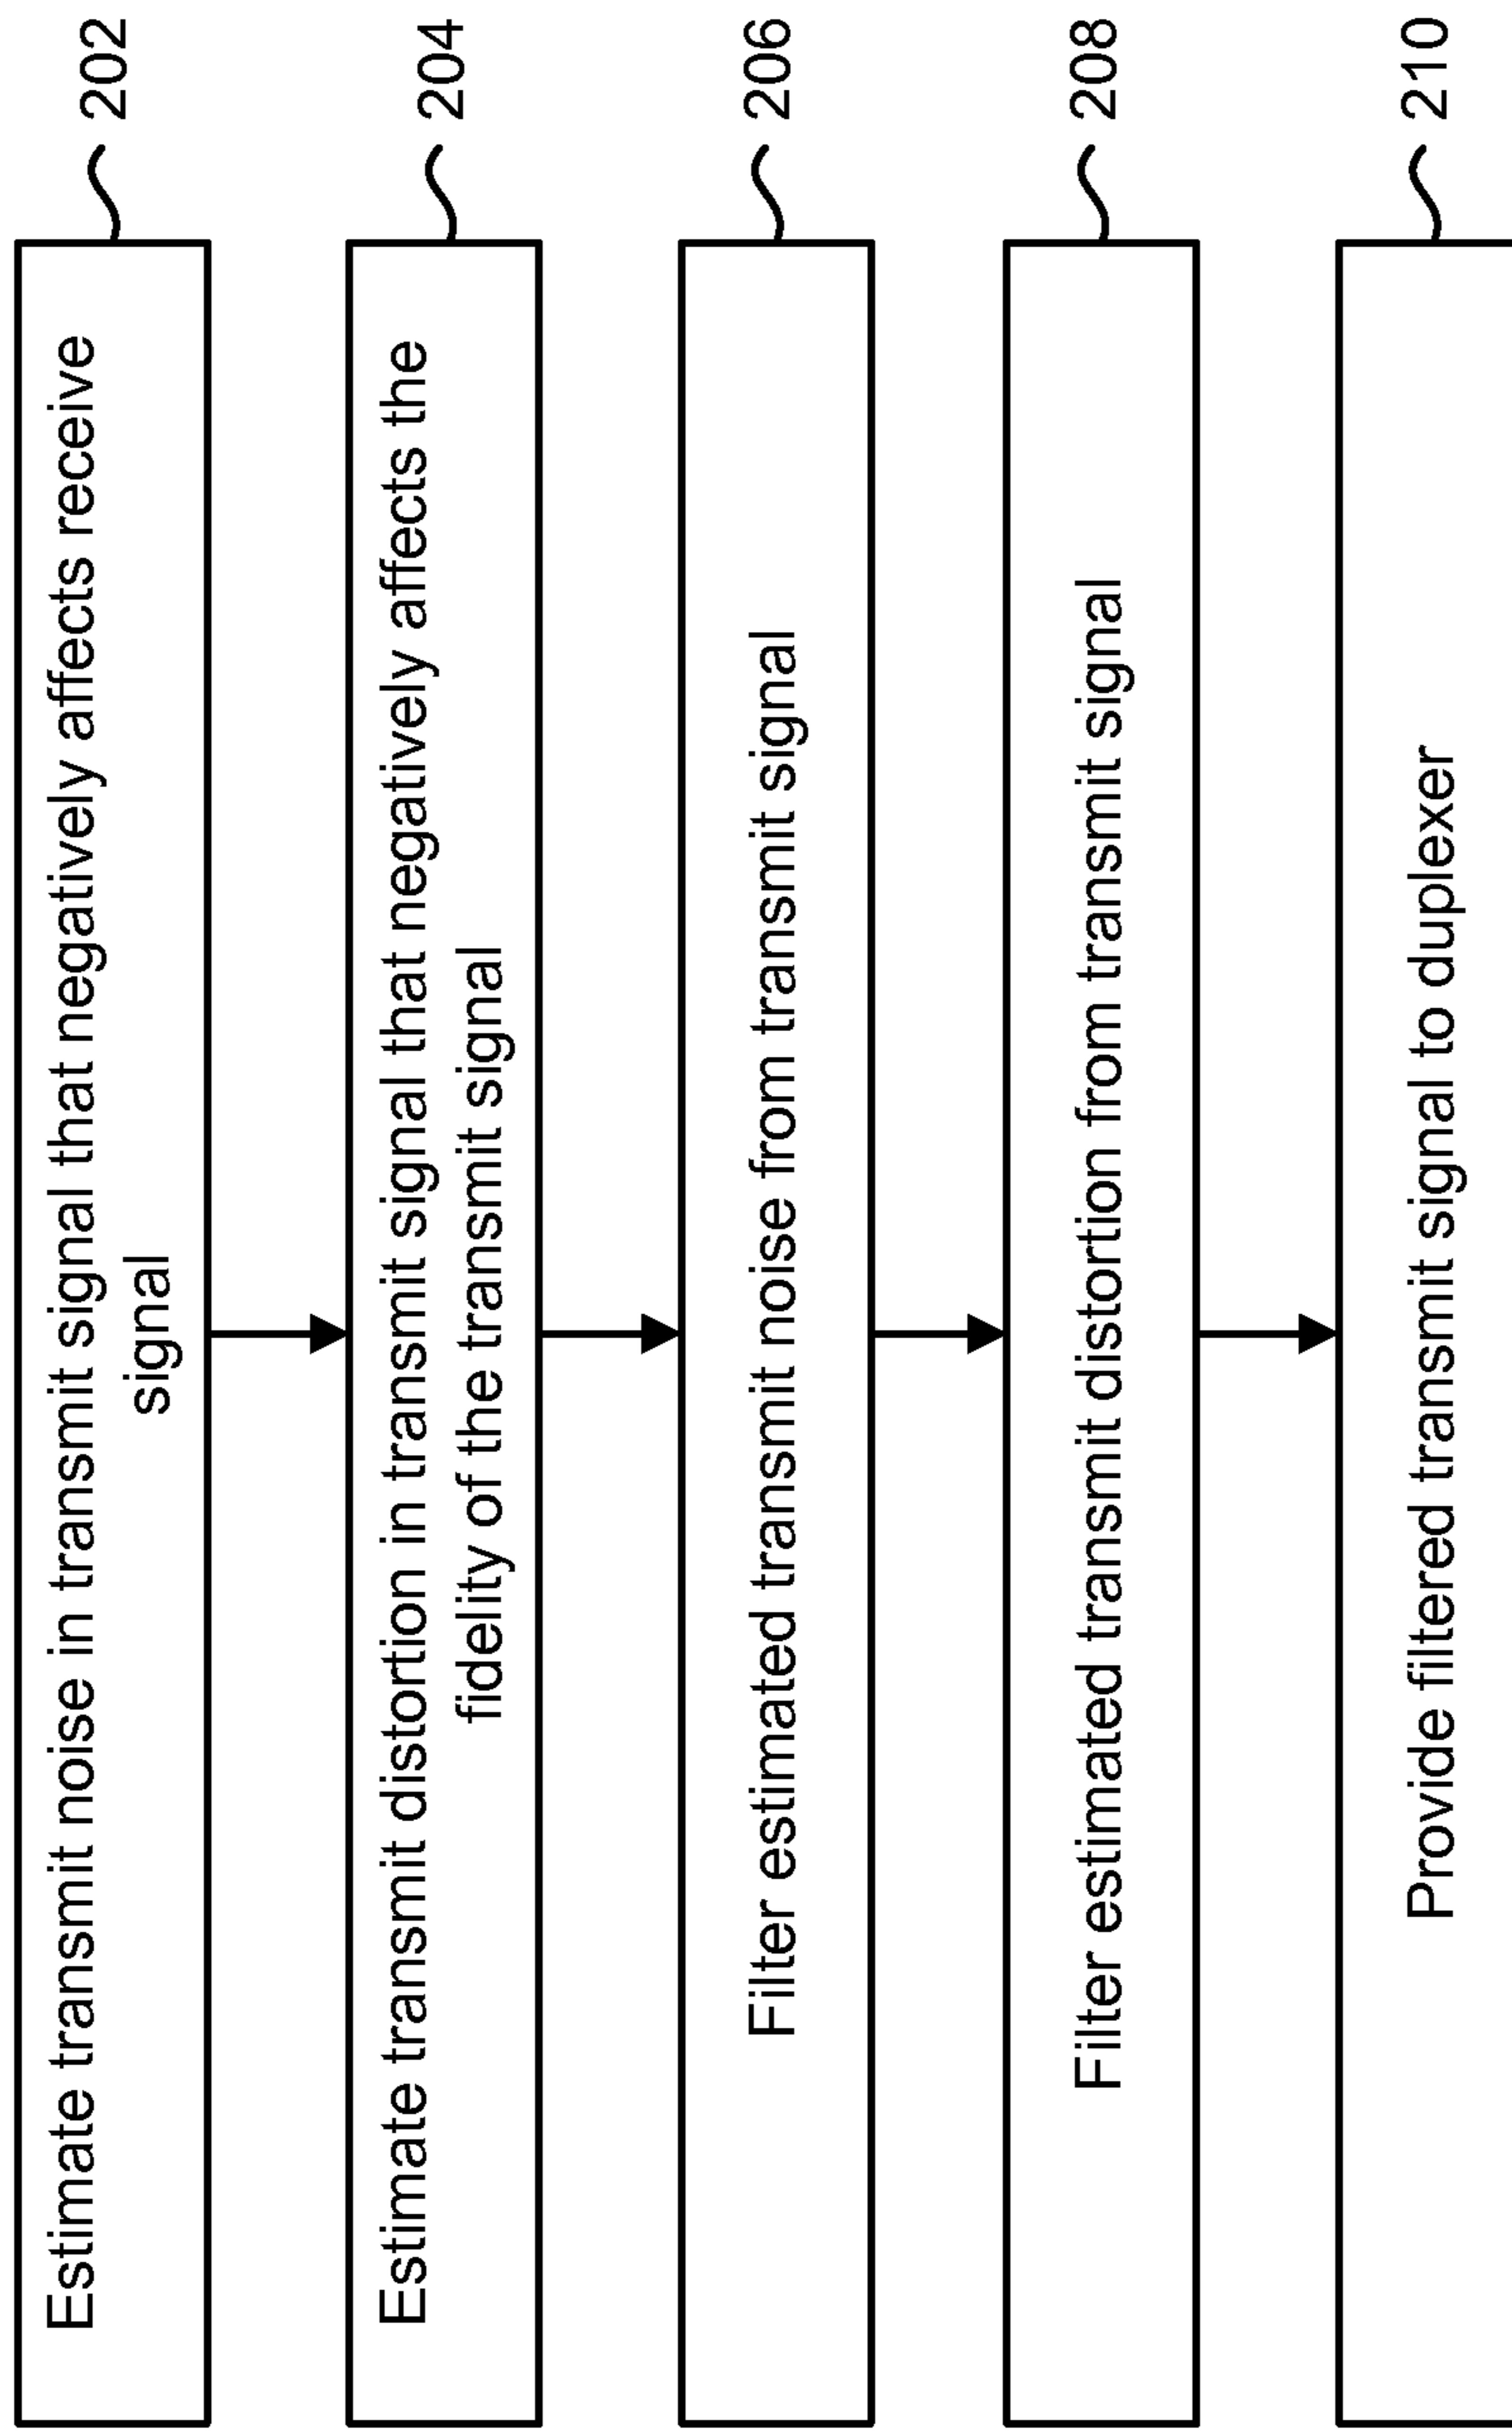 Estimate transmit noise in transmit signal that negatively affects receive
signal
202
Estimate transmit distortion in transmit signal that negatively affects the
fidelity of the transmit signal
204
Filter estimated transmit noise from transmit signal
206
Filter estimated transmit distortion from transmit signal
208
Provide filtered transmit signal to duplexer
210